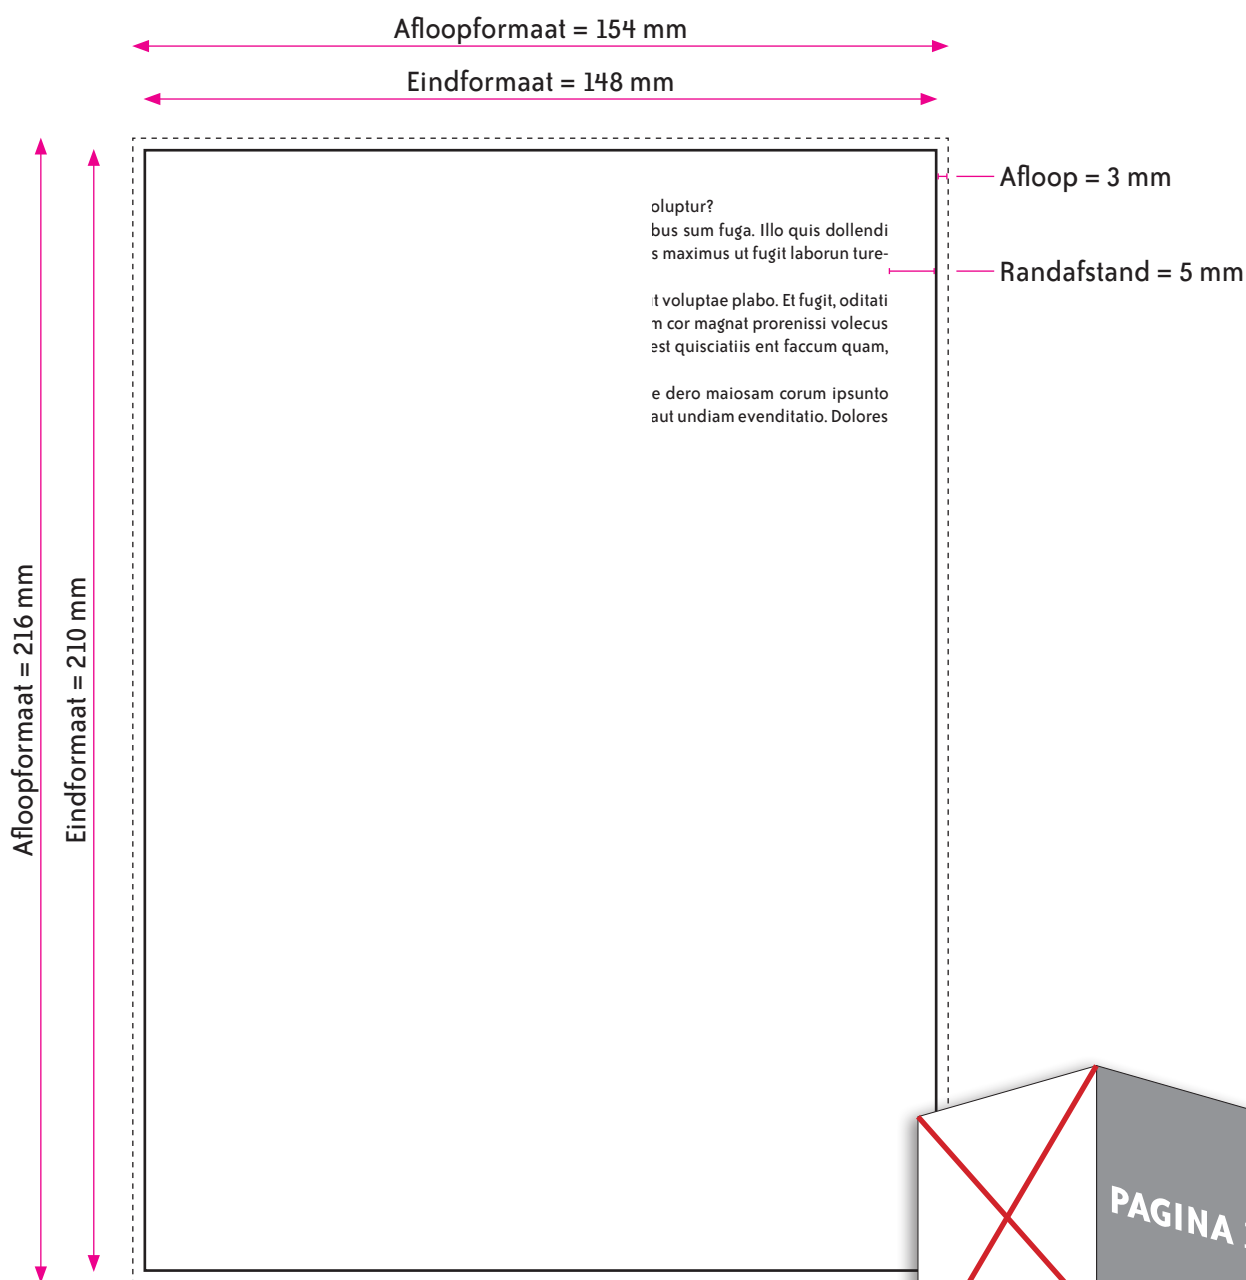 Afloopformaat = 154 mm
Eindformaat = 148 mm
Afloop = 3 mm
Randafstand = 5 mm
oluptur?
bus sum fuga. Illo quis dollendi
s maximus ut fugit laborun ture-
t voluptae plabo. Et fugit, oditati
m cor magnat prorenissi volecus
est quisciatiis ent faccum quam,
e dero maiosam corum ipsunto
aut undiam evenditatio. Dolores
Afloopformaat = 216 mm
Eindformaat = 210 mm
PAGINA